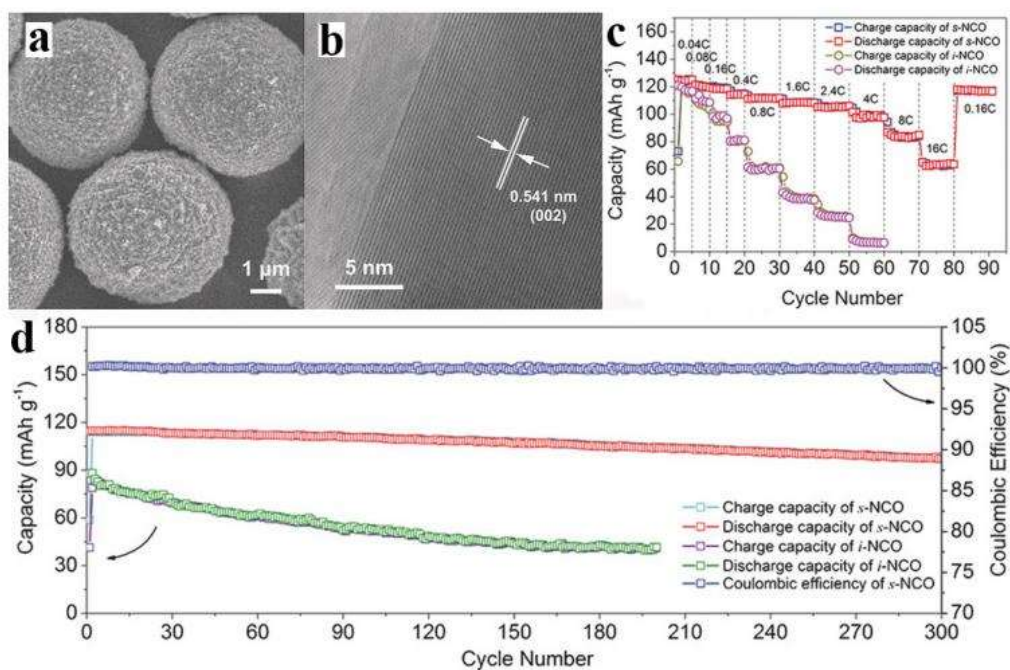 a
1 µm
b
0.541 nm
(002)
5 nm
c
Capacity (mAh g⁻¹)
160
140
120
100
80
60
40
20
0
0.04C
0.08C
0.16C
0.4C
0.8C
1.6C
2.4C
4C
8C
16C
0.16C
Charge capacity of s-NCO
Discharge capacity of s-NCO
Charge capacity of i-NCO
Discharge capacity of i-NCO
0 10 20 30 40 50 60 70 80 90
Cycle Number
d
Capacity (mAh g⁻¹)
180
150
120
90
60
30
0
105
100
95
90
85
80
75
70
Coulombic Efficiency (%)
Charge capacity of s-NCO
Discharge capacity of s-NCO
Charge capacity of i-NCO
Discharge capacity of i-NCO
Coulombic efficiency of s-NCO
0 30 60 90 120 150 180 210 240 270 300
Cycle Number